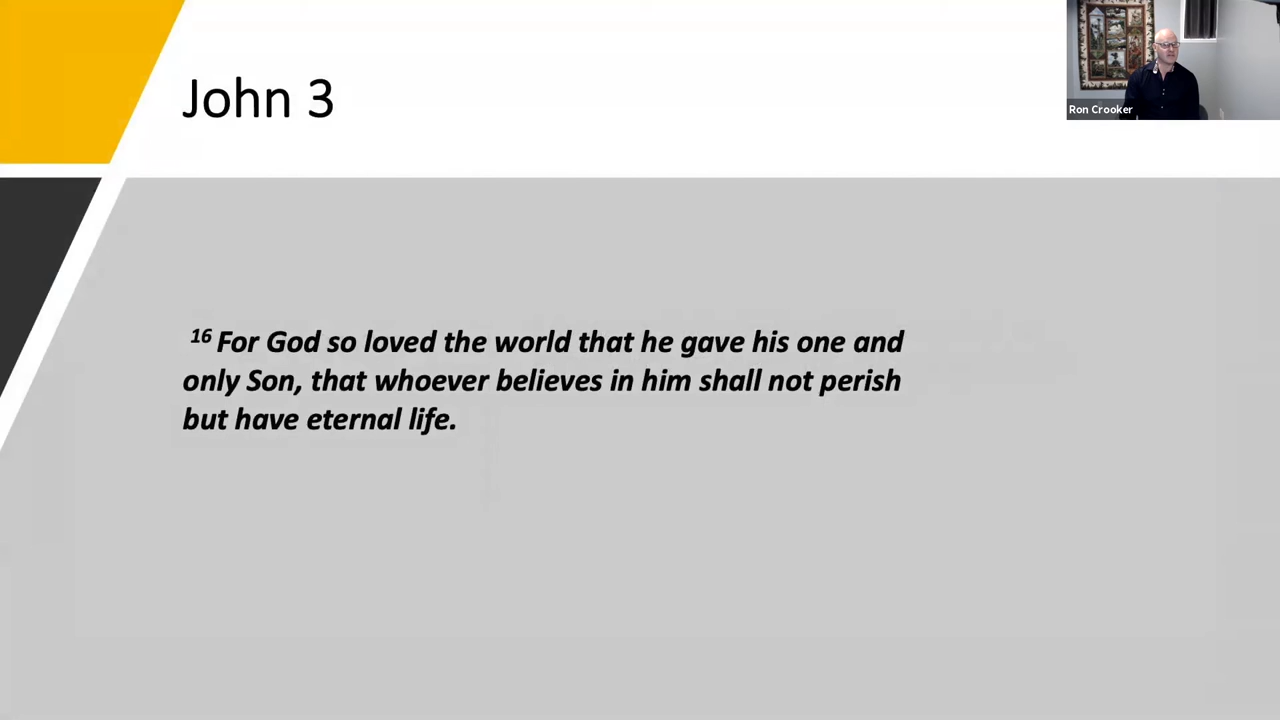 John 3
Ron Crooker
16 For God so loved the world that he gave his one and
only Son, that whoever believes in him shall not perish
but have eternal life.